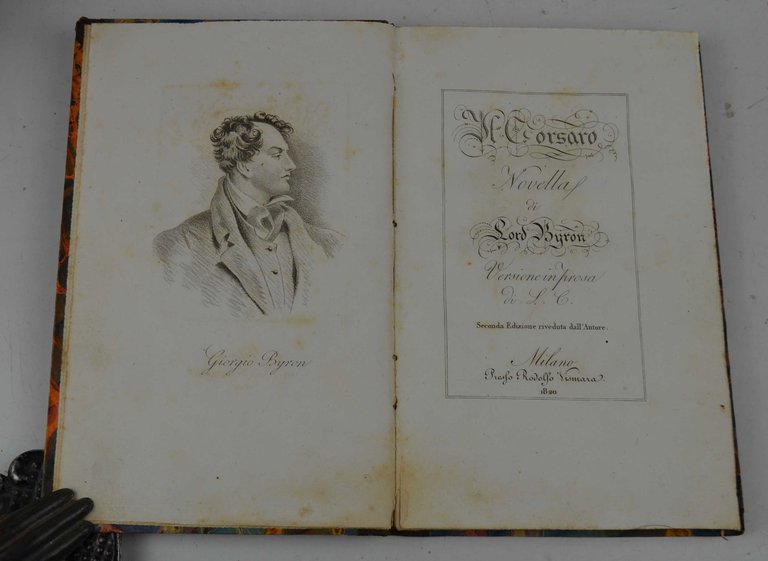 Giorgio Byron
Il Corsaro
Novella
di
Lord Byron
Versione in prosa
di L. C.
Seconda Edizione riveduta dall'Autore.
Milano
Presso Rodolfo Vismara.
1820